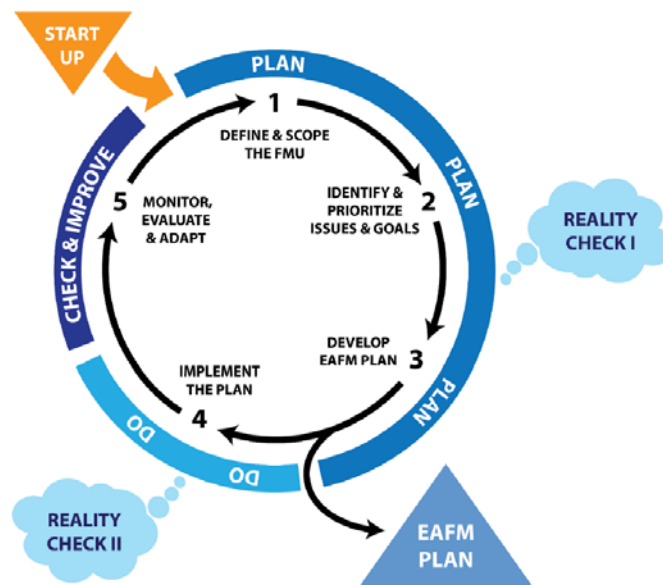 START
UP
PLAN
1
DEFINE & SCOPE
THE FMU
PLAN
2
IDENTIFY &
PRIORITIZE
ISSUES & GOALS
REALITY
CHECK I
3
DEVELOP
EAFM PLAN
PLAN
EAFM
PLAN
4
IMPLEMENT
THE PLAN
DO
DO
REALITY
CHECK II
5
MONITOR,
EVALUATE
& ADAPT
CHECK & IMPROVE